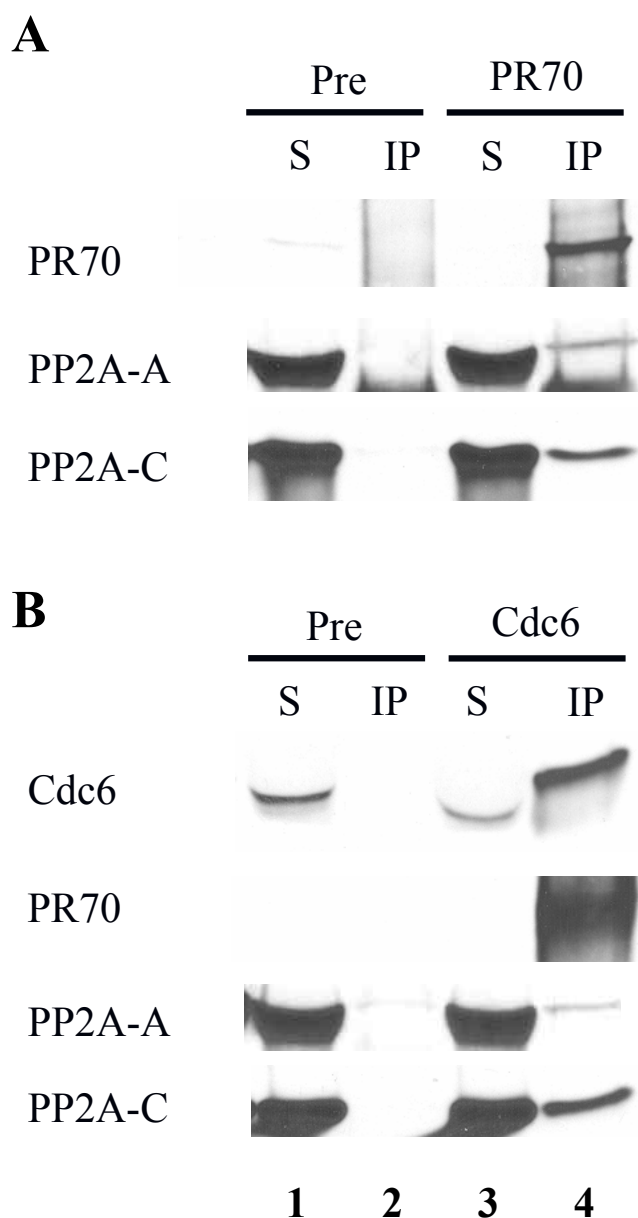 A
Pre PR70
S IP S IP
PR70
PP2A-A
PP2A-C
B
Pre Cdc6
S IP S IP
Cdc6
PR70
PP2A-A
PP2A-C
1 2 3 4